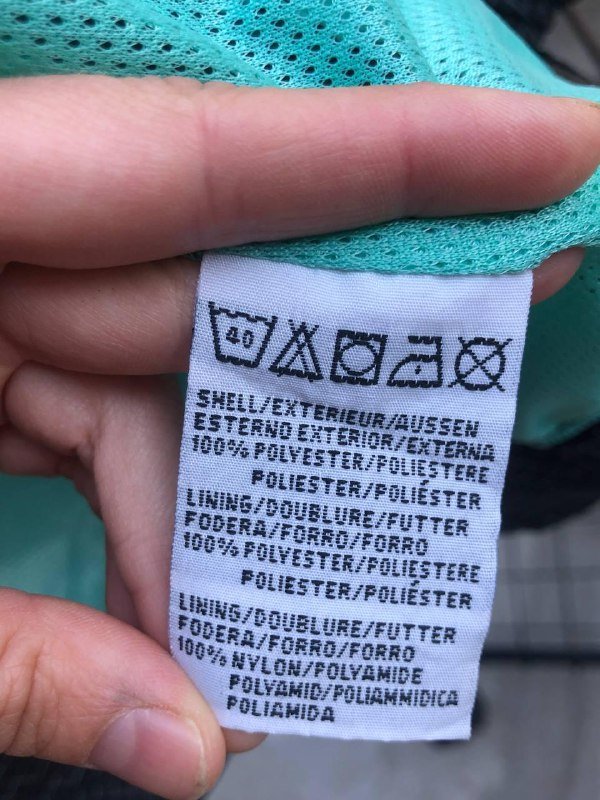 40
SHELL/EXTERIEUR/AUSSEN
ESTERNO EXTERIOR/EXTERNA
100% POLYESTER/POLIESTERE
POLIESTER/POLIÉSTER
LINING/DOUBLURE/FUTTER
FODERA/FORRO/FORRO
100% POLYESTER/POLIESTERE
POLIESTER/POLIÉSTER
LINING/DOUBLURE/FUTTER
FODERA/FORRO/FORRO
100% NYLON/POLYAMIDE
POLYAMID/POLIAMMIDICA
POLIAMIDA